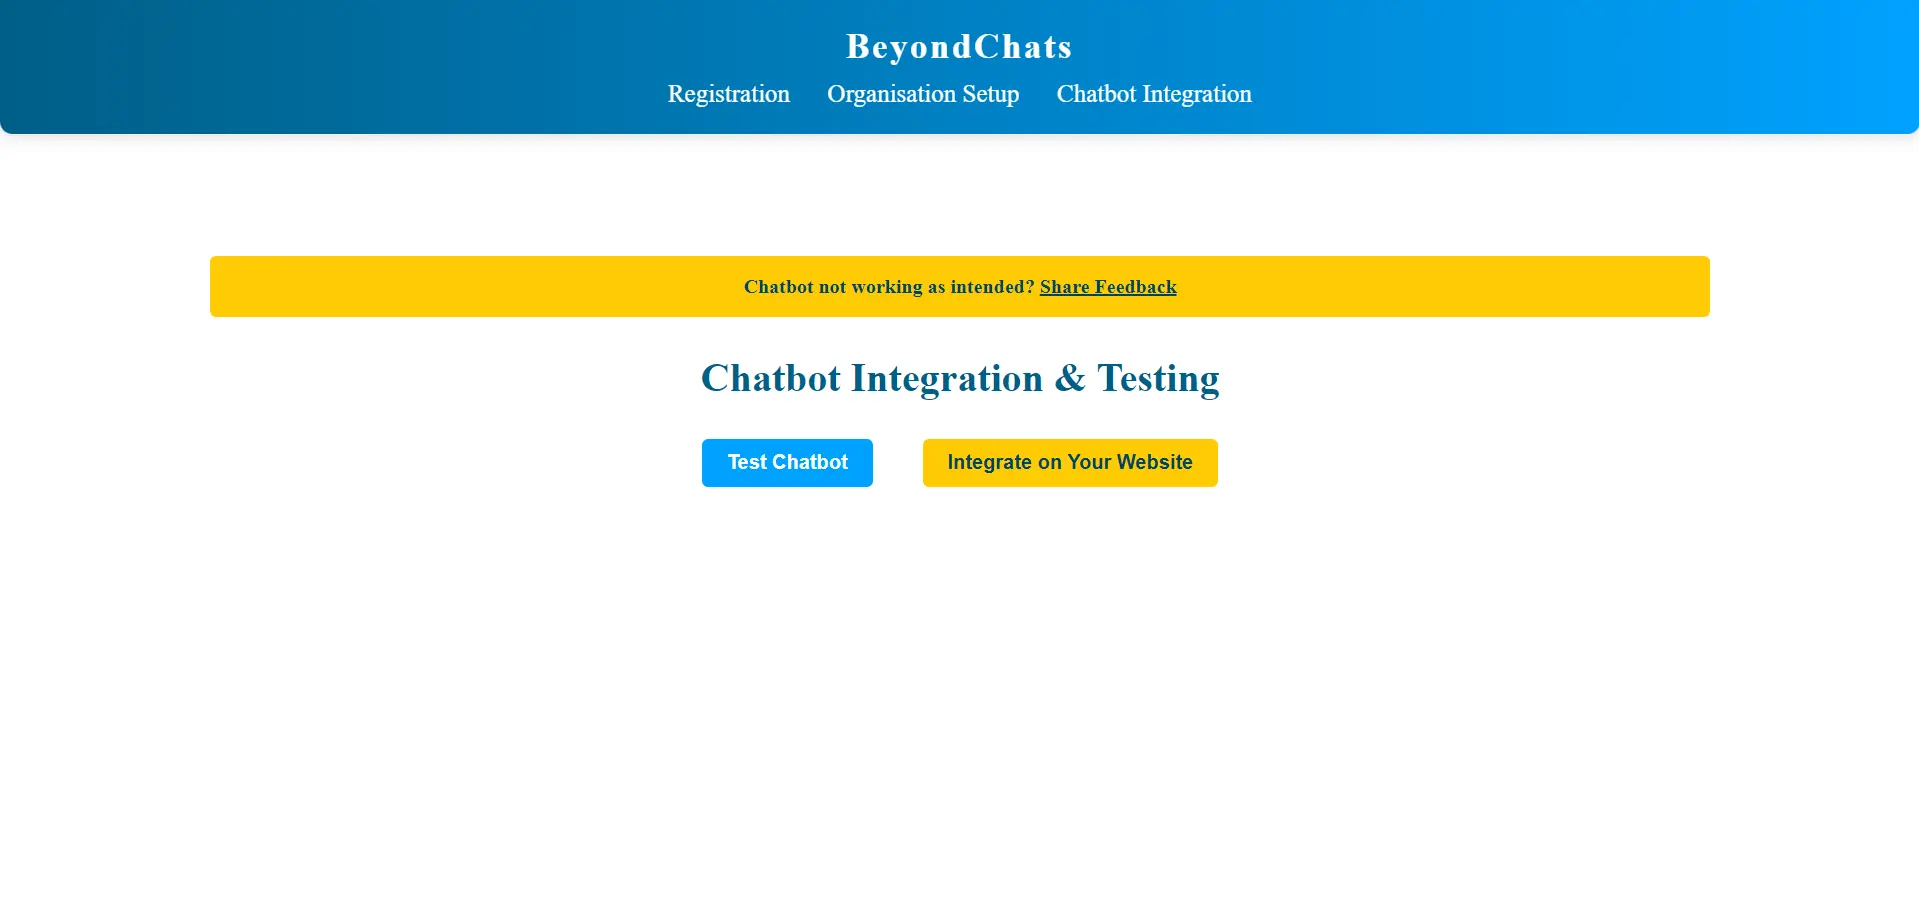 BeyondChats
Registration Organisation Setup Chatbot Integration
Chatbot not working as intended? Share Feedback
Chatbot Integration & Testing
Test Chatbot Integrate on Your Website